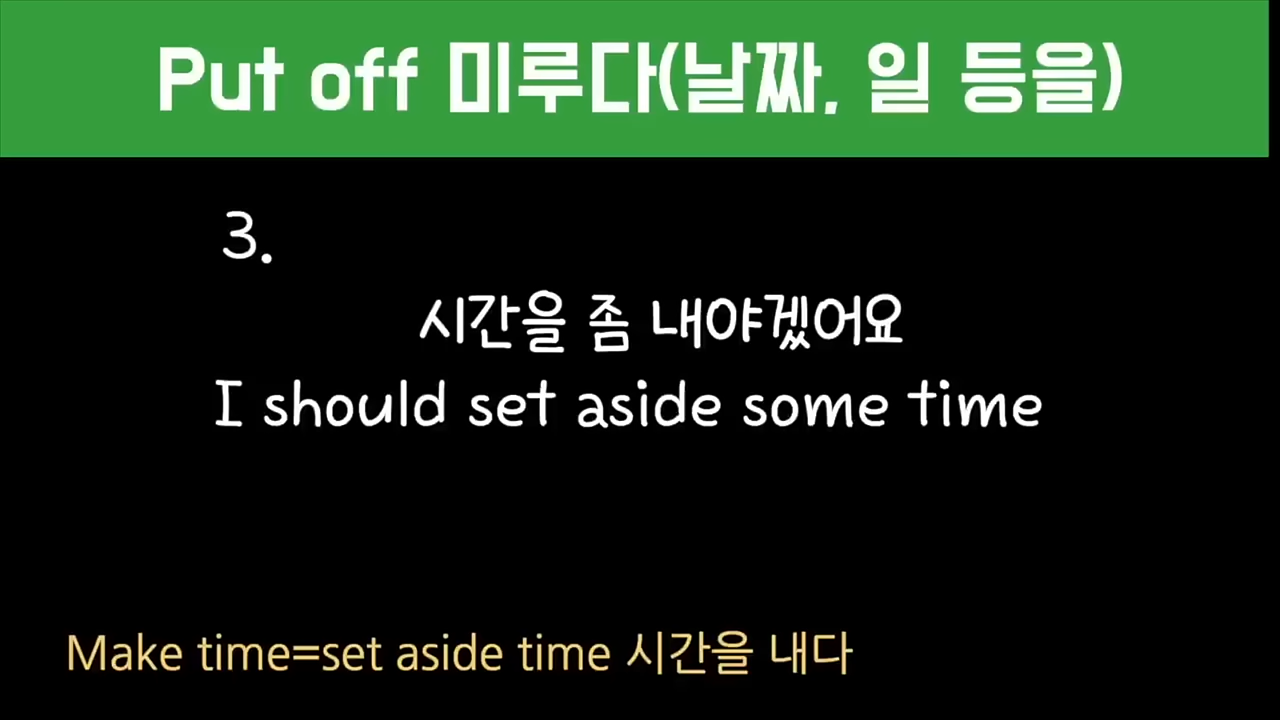 Put off 미루다(날짜, 일 등을)
3.
시간을 좀 내야겠어요
I should set aside some time
Make time=set aside time 시간을 내다